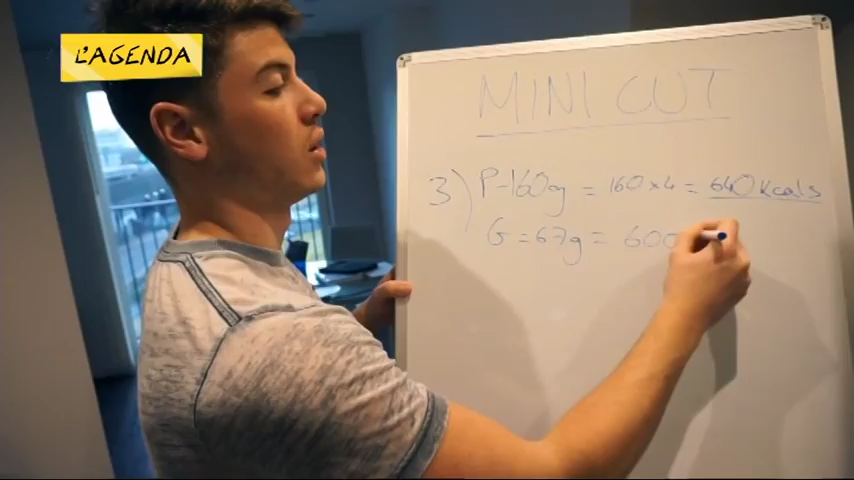 L'AGENDA
MINI CUT
3) P-160g = 160x4 = 640 Kcals
G = 67g = 600